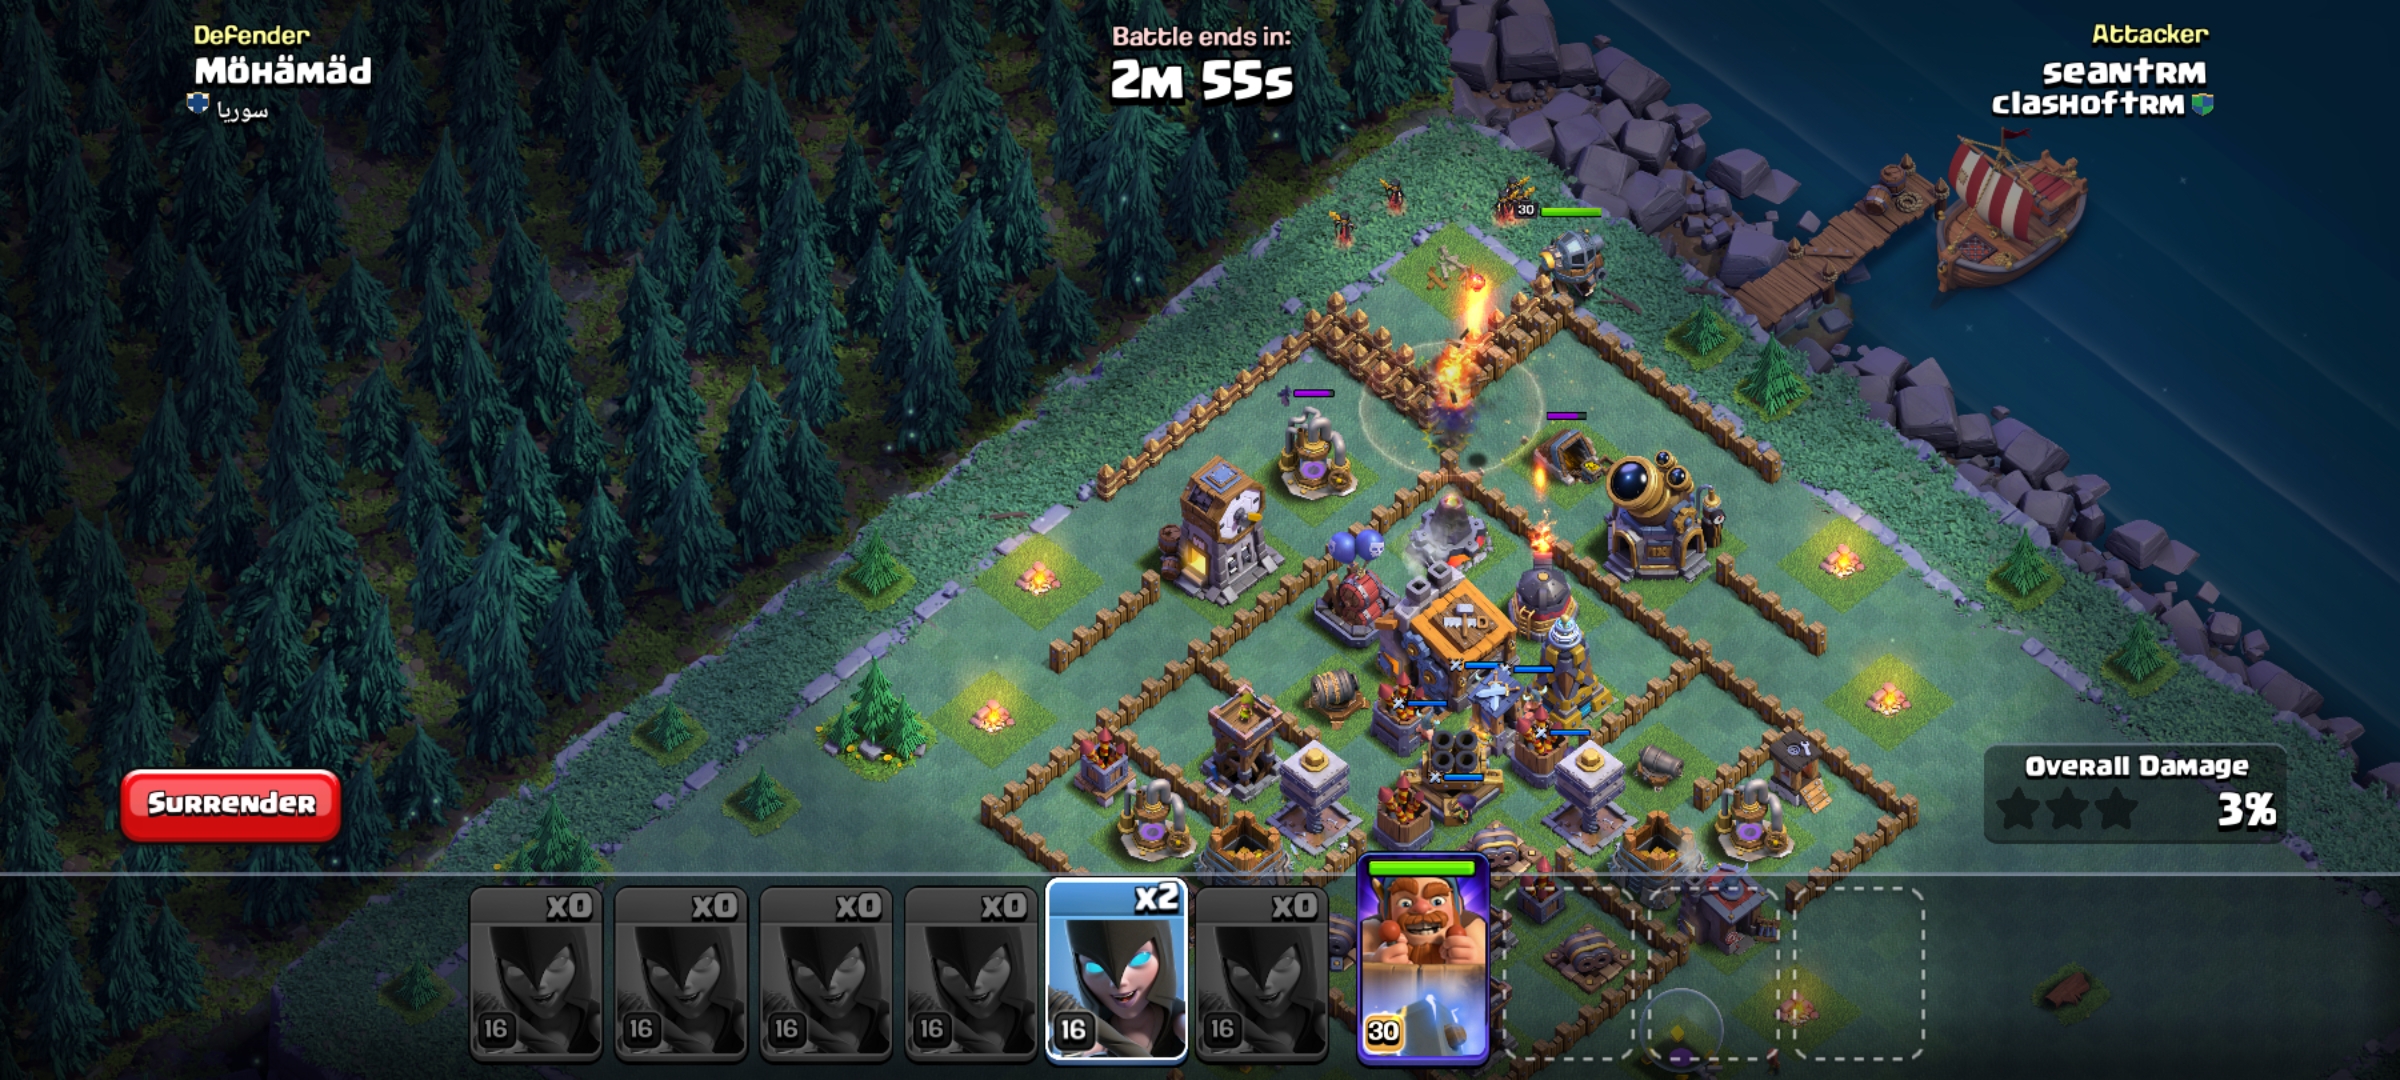 Defender
Möhämäd
سوريا
Battle ends in:
2M 55s
Attacker
seantRM
clashoftRM
30
Surrender
Overall Damage
3%
x0
x0
x0
x0
x2
x0
16
16
16
16
16
16
30